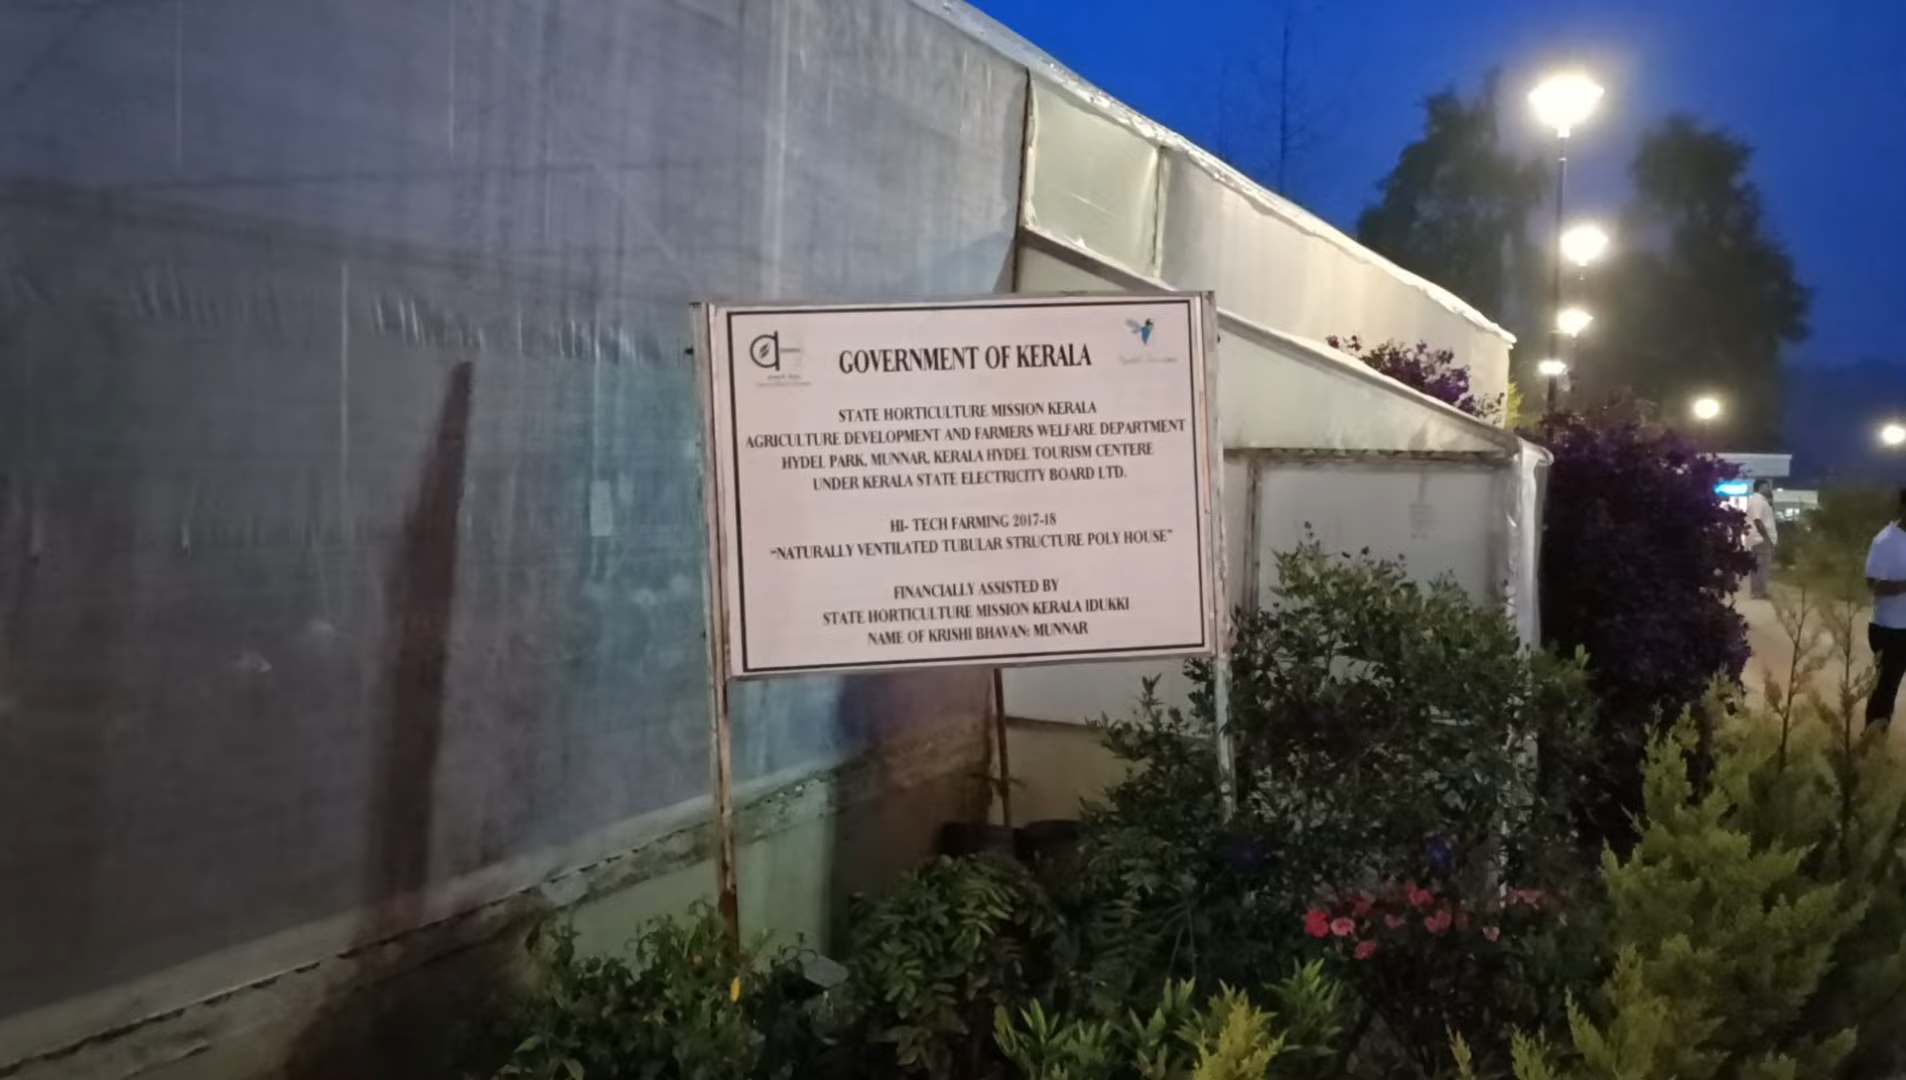 GOVERNMENT OF KERALA
STATE HORTICULTURE MISSION KERALA
AGRICULTURE DEVELOPMENT AND FARMERS WELFARE DEPARTMENT
HYDEL PARK, MUNNAR, KERALA HYDEL TOURISM CENTERE
UNDER KERALA STATE ELECTRICITY BOARD LTD.
HI- TECH FARMING 2017-18
"NATURALLY VENTILATED TUBULAR STRUCTURE POLY HOUSE"
FINANCIALLY ASSISTED BY
STATE HORTICULTURE MISSION KERALA IDUKKI
NAME OF KRISHI BHAVAN: MUNNAR